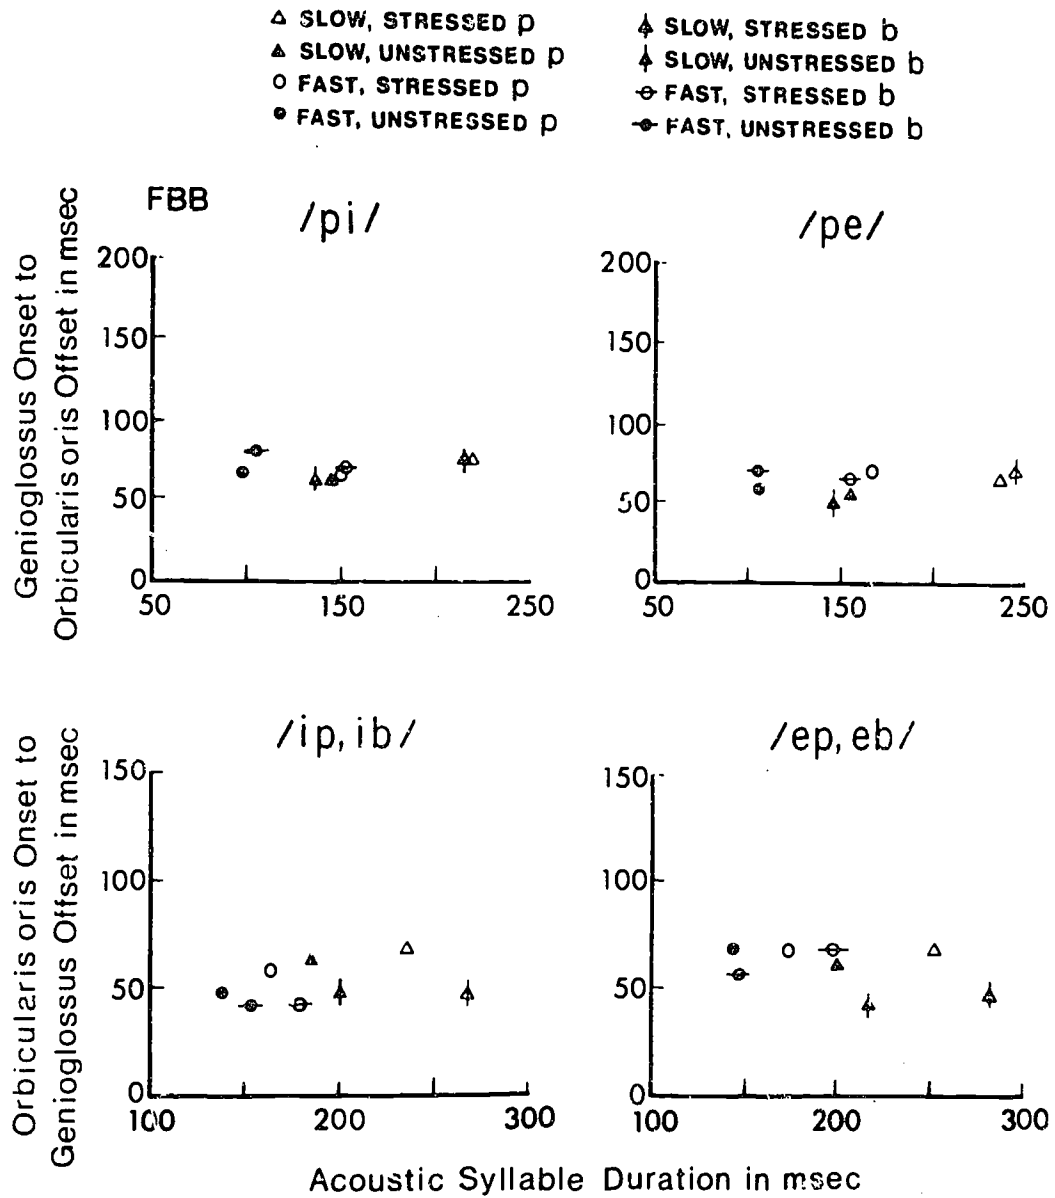 △ SLOW, STRESSED p
▲ SLOW, UNSTRESSED p
○ FAST, STRESSED p
● FAST, UNSTRESSED p
SLOW, STRESSED b
SLOW, UNSTRESSED b
FAST, STRESSED b
FAST, UNSTRESSED b
FBB
/pi/
Genioglossus Onset to
Orbicularis oris Offset in msec
200
150
100
50
0
50
150
250
/pe/
200
150
100
50
0
50
150
250
/ip, ib/
Orbicularis oris Onset to
Genioglossus Offset in msec
150
100
50
0
100
200
300
/ep, eb/
150
100
50
0
100
200
300
Acoustic Syllable Duration in msec